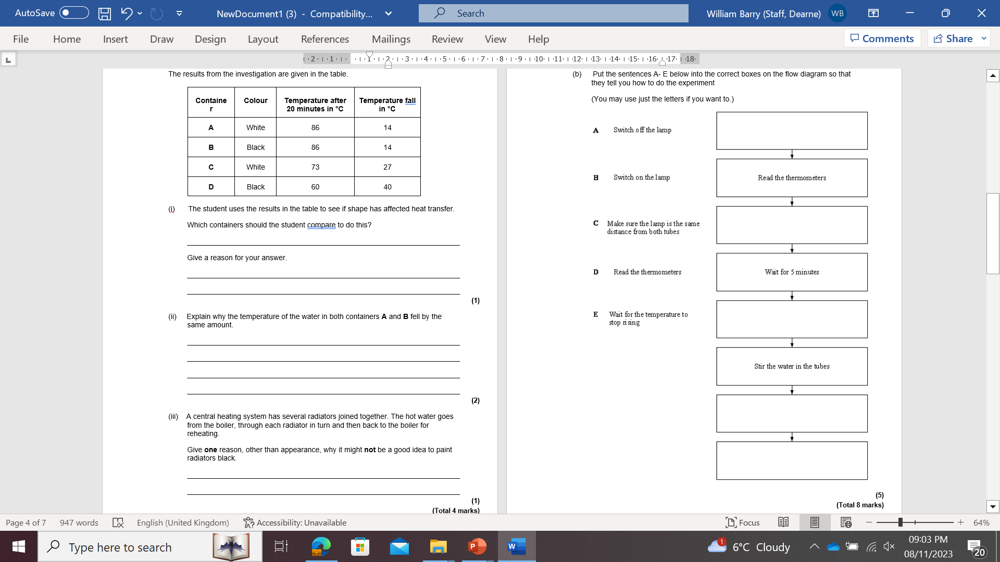 AutoSave
NewDocument1 (3) - Compatibility...
Search
William Barry (Staff, Dearne)
WB
File Home Insert Draw Design Layout References Mailings Review View Help
Comments
Share
2 1 1 2 3 4 5 6 7 8 9 10 11 12 13 14 15 16 17 18
The results from the investigation are given in the table.
Containe
r
Colour
Temperature after
20 minutes in °C
Temperature fall
in °C
A White 86 14
B Black 86 14
C White 73 27
D Black 60 40
(i) The student uses the results in the table to see if shape has affected heat transfer.
Which containers should the student compare to do this?
Give a reason for your answer.
(1)
(ii) Explain why the temperature of the water in both containers A and B fell by the
same amount.
(2)
(iii) A central heating system has several radiators joined together. The hot water goes
from the boiler, through each radiator in turn and then back to the boiler for
reheating.
Give one reason, other than appearance, why it might not be a good idea to paint
radiators black.
(1)
(Total 4 marks)
(b) Put the sentences A- E below into the correct boxes on the flow diagram so that
they tell you how to do the experiment
(You may use just the letters if you want to.)
A Switch off the lamp
B Switch on the lamp
Read the thermometers
C Make sure the lamp is the same
distance from both tubes
D Read the thermometers
Wait for 5 minutes
E Wait for the temperature to
stop rising
Stir the water in the tubes
(5)
(Total 8 marks)
Page 4 of 7 947 words English (United Kingdom) Accessibility: Unavailable
Focus
64%
Type here to search
P
W
1
6°C Cloudy
09:03 PM
08/11/2023
20